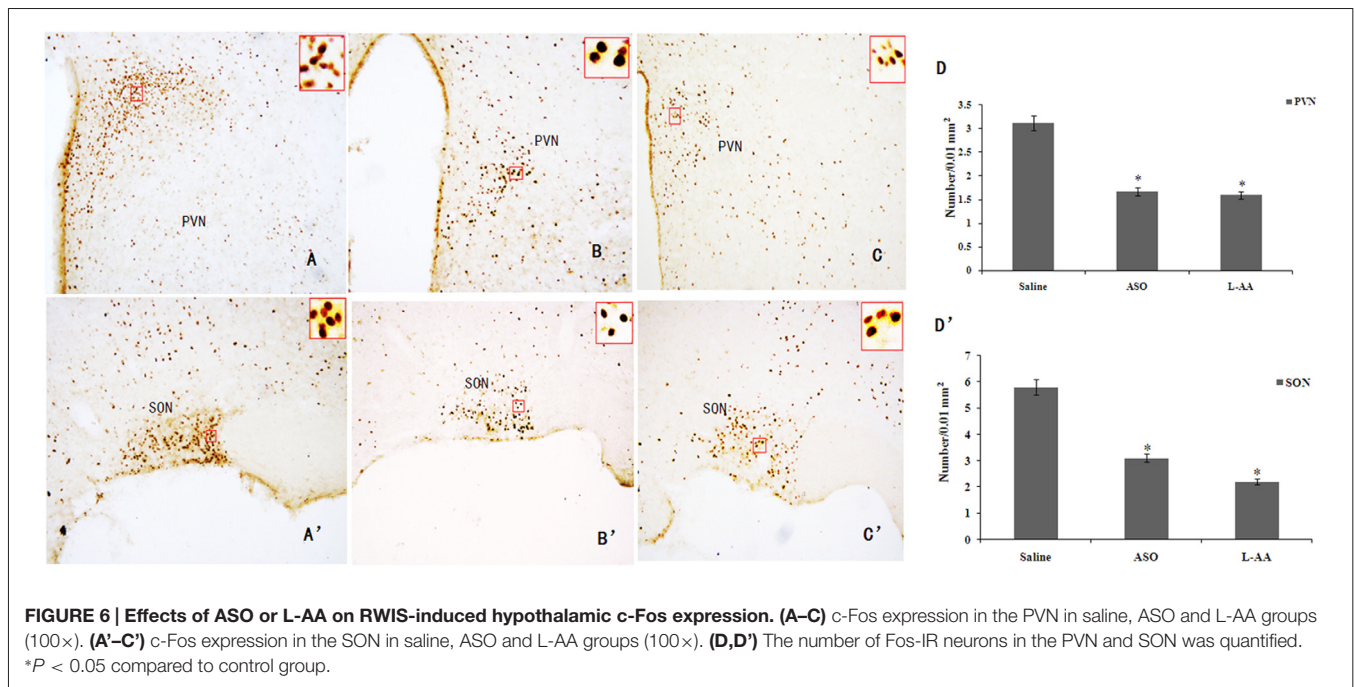 PVN
A
PVN
B
PVN
C
SON
A'
SON
B'
SON
C'
D
PVN
Number/0.01 mm²
3.5
3
2.5
2
1.5
1
0.5
0
*
*
Saline ASO L-AA
D'
SON
Number/0.01 mm²
7
6
5
4
3
2
1
0
*
*
Saline ASO L-AA
FIGURE 6 | Effects of ASO or L-AA on RWIS-induced hypothalamic c-Fos expression. (A–C) c-Fos expression in the PVN in saline, ASO and L-AA groups
(100×). (A'–C') c-Fos expression in the SON in saline, ASO and L-AA groups (100×). (D,D') The number of Fos-IR neurons in the PVN and SON was quantified.
*P < 0.05 compared to control group.